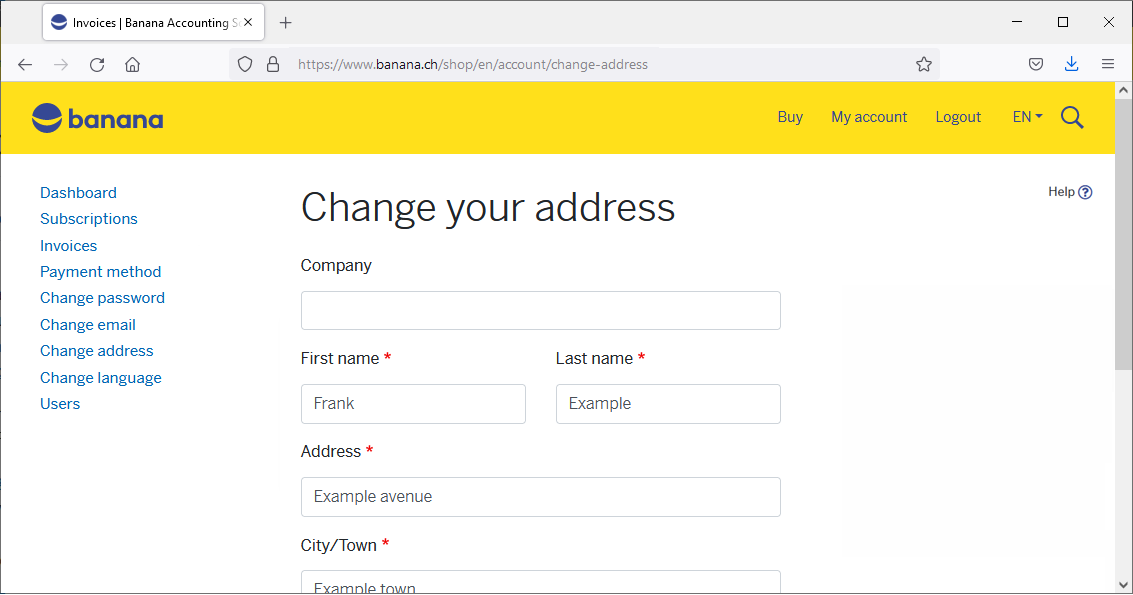 Invoices | Banana Accounting So
https://www.banana.ch/shop/en/account/change-address
banana
Buy My account Logout EN
Help ?
Dashboard
Subscriptions
Invoices
Payment method
Change password
Change email
Change address
Change language
Users
Change your address
Company
First name * Last name *
Frank Example
Address *
Example avenue
City/Town *
Example town